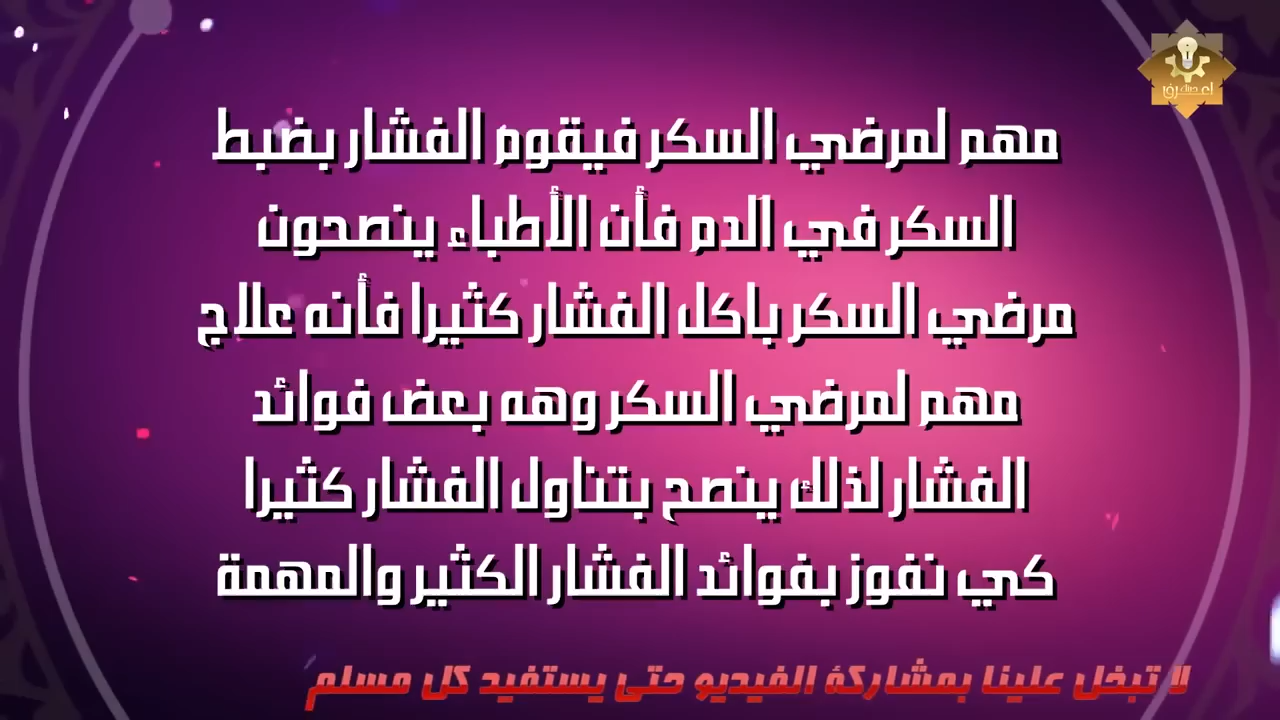 مهم لمرضي السكر فيقوم الفشار بضبط
السكر في الدم فأن الأطباء ينصحون
مرضي السكر باكل الفشار كثيرا فأنه علاج
مهم لمرضي السكر وهه بعض فوائد
الفشار لذلك ينصح بتناول الفشار كثيرا
كي نفوز بفوائد الفشار الكثير والمهمة
لا تبخل علينا بمشاركة الفيديو حتى يستفيد كل مسلم